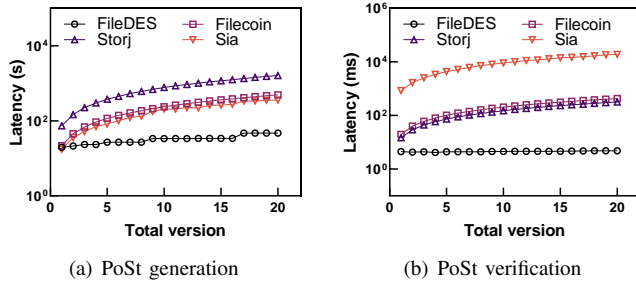 FileDES Filecoin
Storj Sia
Latency (s)
10^4
10^2
10^0
0 5 10 15 20
Total version
(a) PoSt generation
FileDES Filecoin
Storj Sia
Latency (ms)
10^6
10^4
10^2
10^0
0 5 10 15 20
Total version
(b) PoSt verification